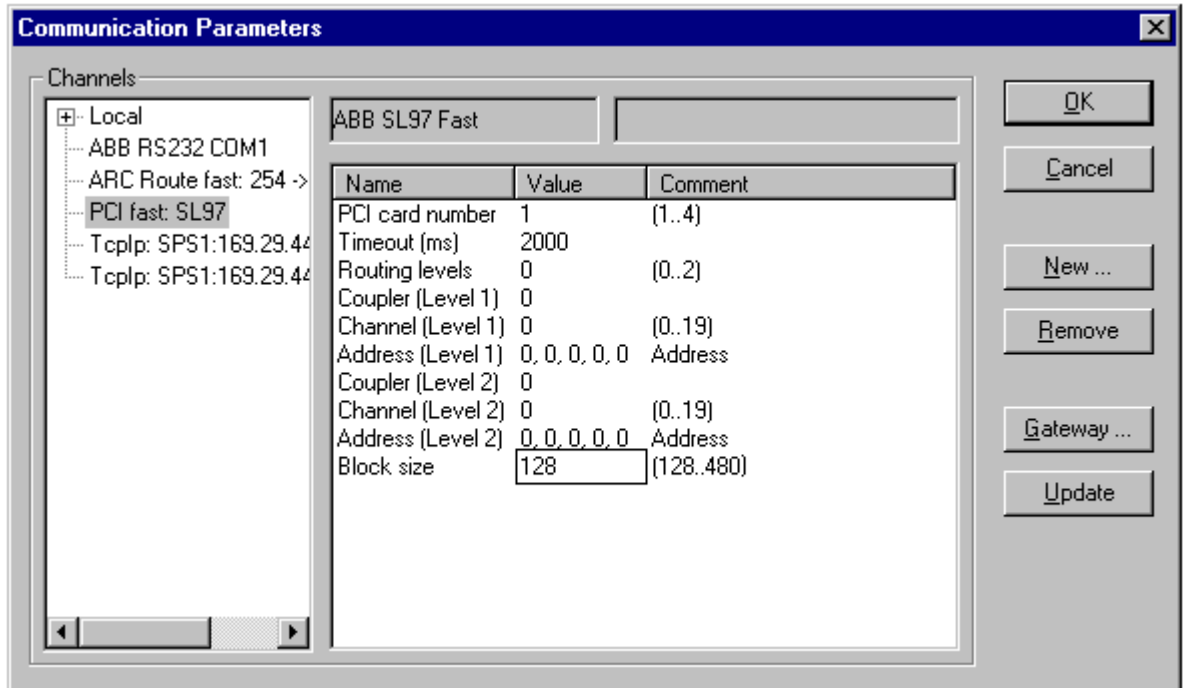 Communication Parameters
Channels
Local
ABB RS232 COM1
ARC Route fast: 254 ->
PCI fast: SL97
TcpIp: SPS1:169.29.44
TcpIp: SPS1:169.29.44
ABB SL97 Fast
Name Value Comment
PCI card number 1 (1..4)
Timeout (ms) 2000
Routing levels 0 (0..2)
Coupler (Level 1) 0
Channel (Level 1) 0 (0..19)
Address (Level 1) 0, 0, 0, 0, 0 Address
Coupler (Level 2) 0
Channel (Level 2) 0 (0..19)
Address (Level 2) 0, 0, 0, 0, 0 Address
Block size 128 (128..480)
OK
Cancel
New ...
Remove
Gateway ...
Update